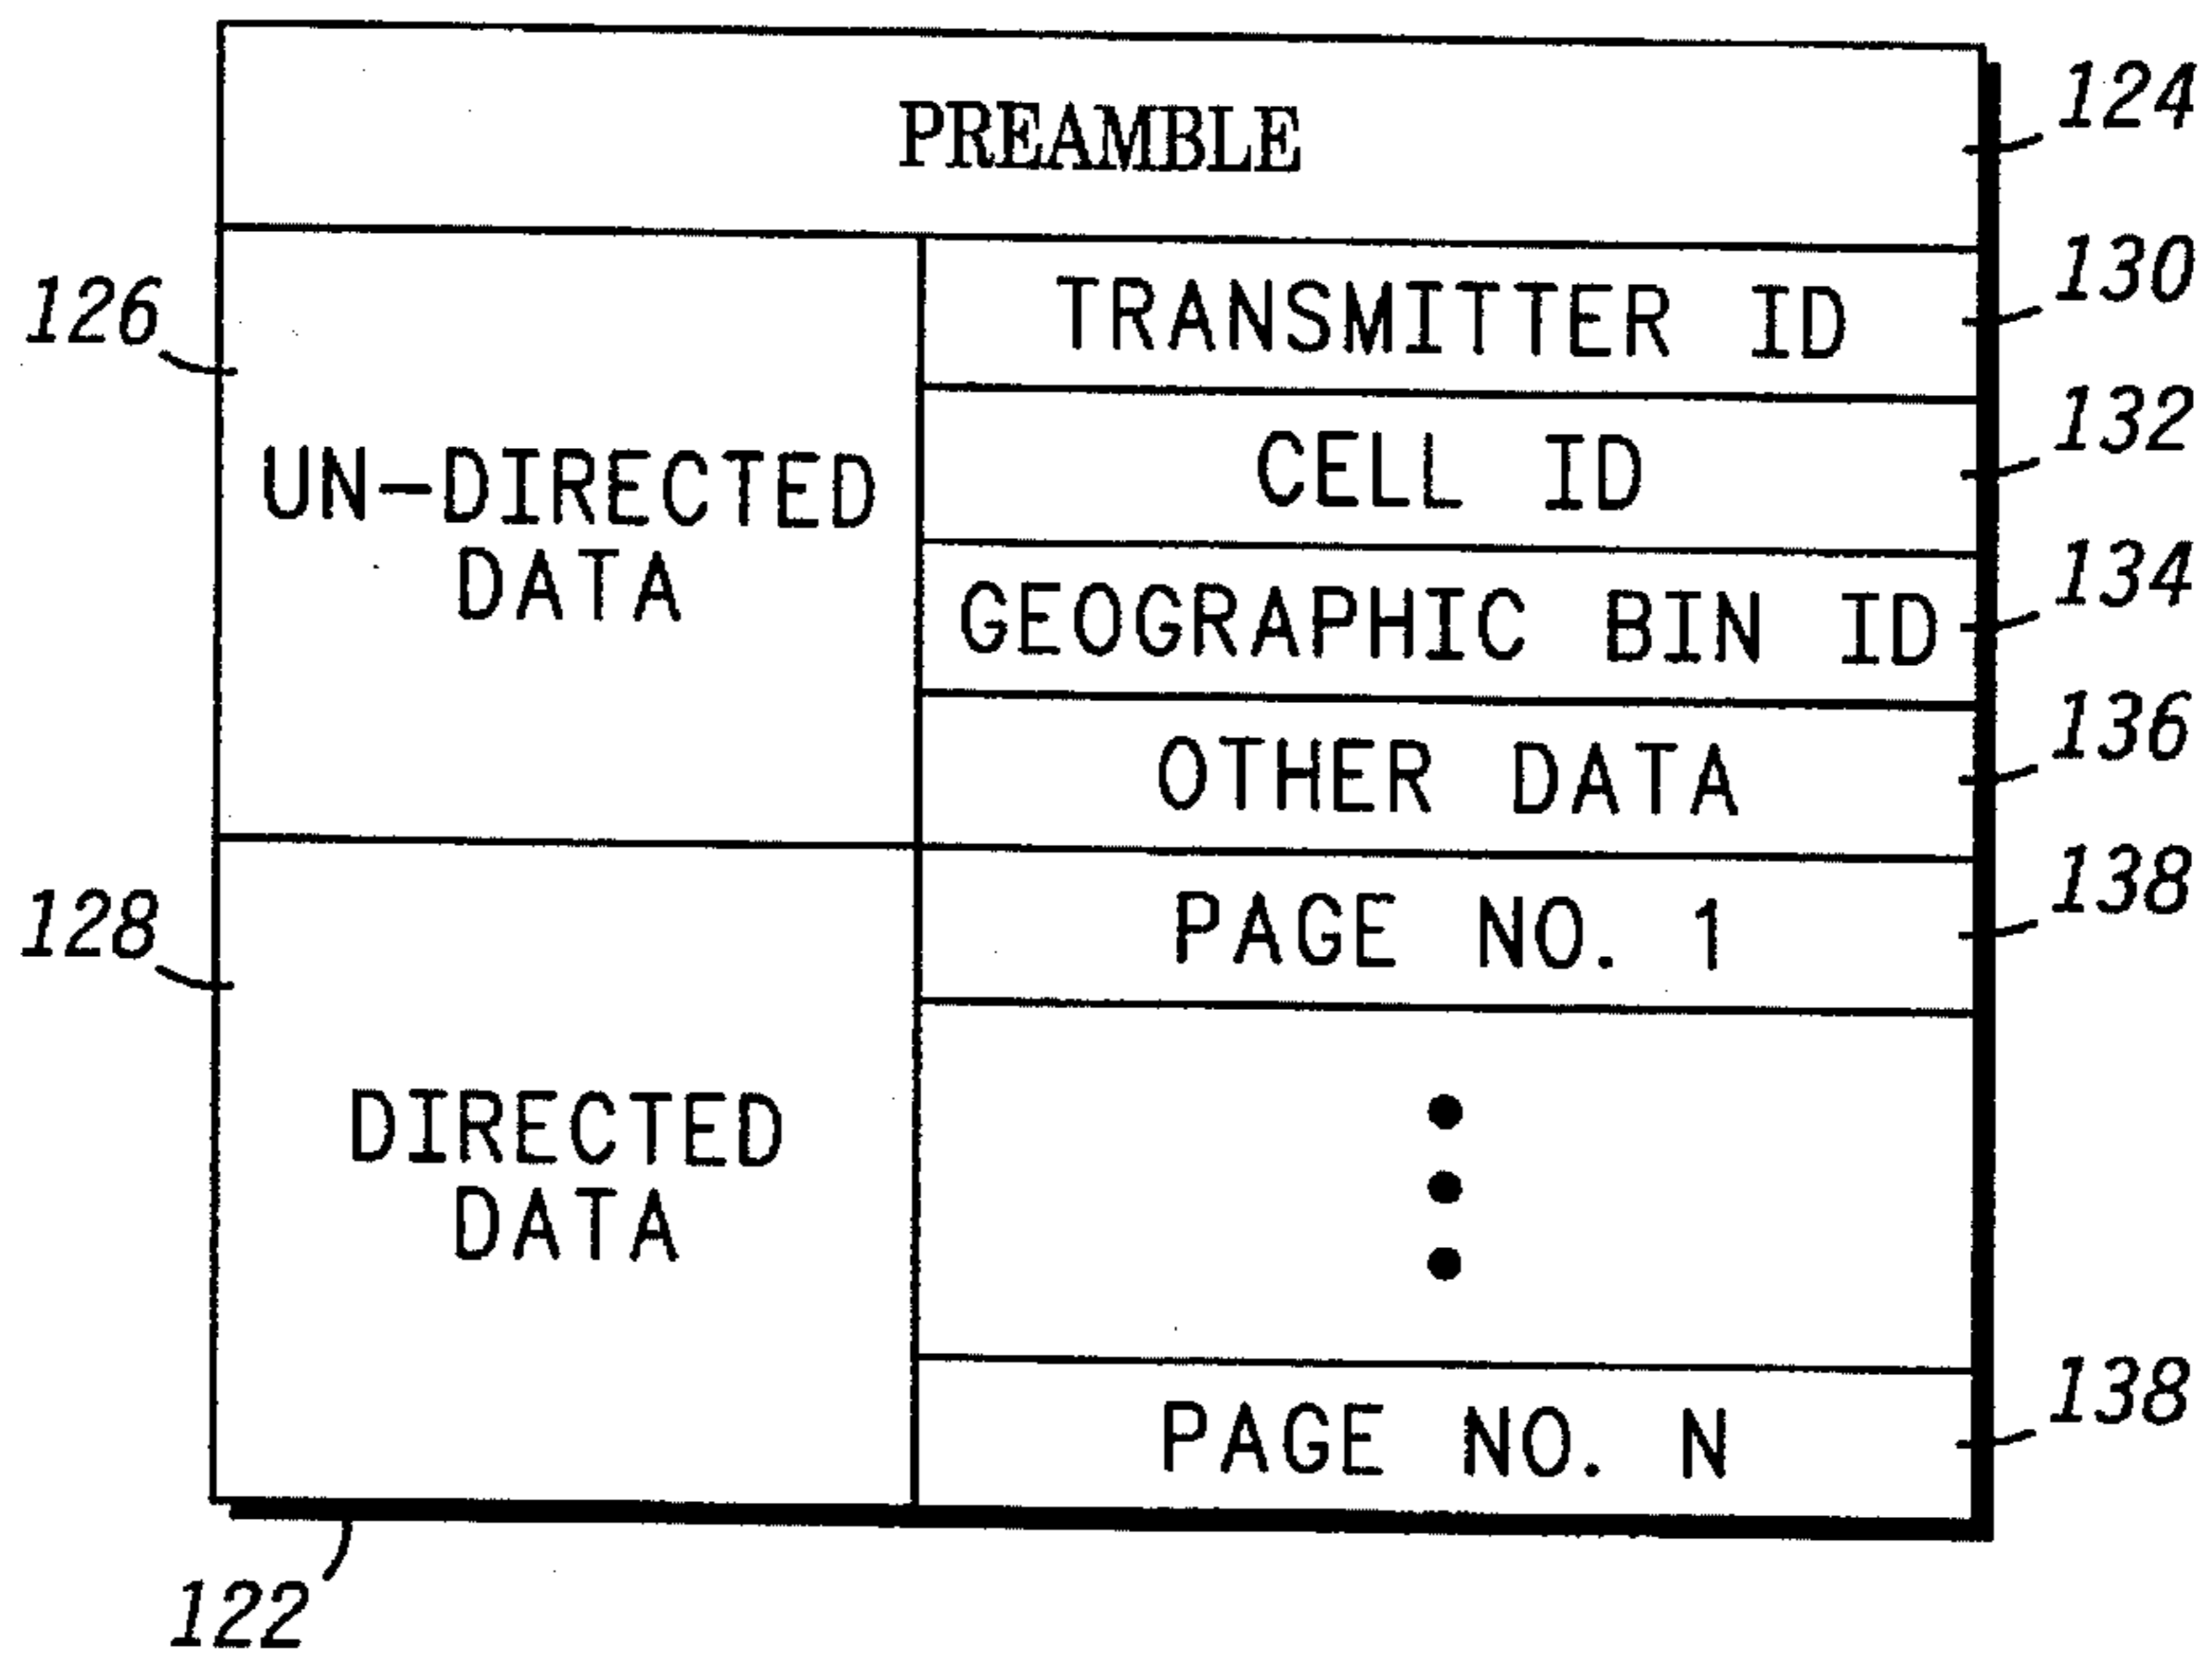 PREAMBLE
124
126
UN-DIRECTED
DATA
TRANSMITTER ID
130
CELL ID
132
GEOGRAPHIC BIN ID
134
OTHER DATA
136
128
DIRECTED
DATA
PAGE NO. 1
138
PAGE NO. N
138
122